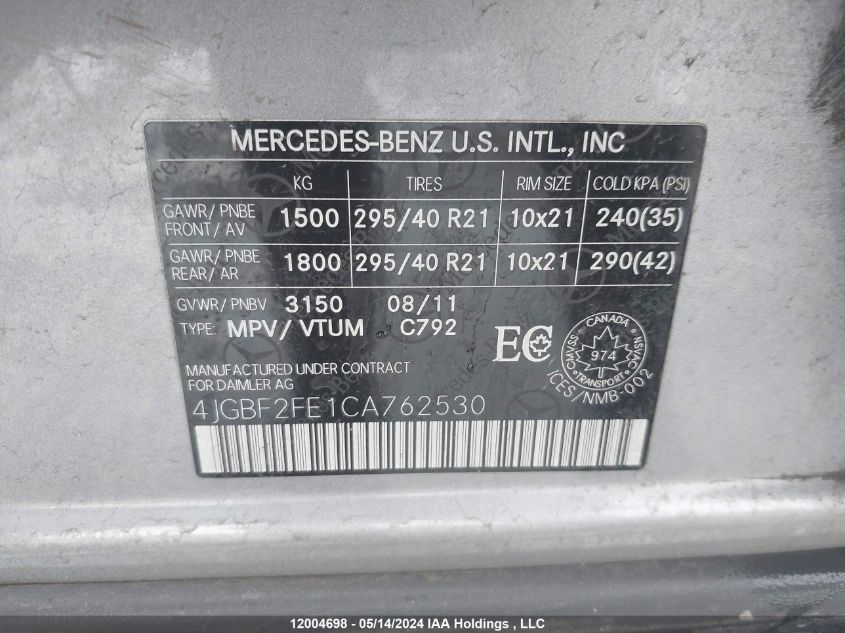 MERCEDES-BENZ U.S. INTL., INC
KG TIRES RIM SIZE COLD KPA (PSI)
GAWR/ PNBE FRONT/ AV 1500 295/40 R21 10x21 240(35)
GAWR/ PNBE REAR/ AR 1800 295/40 R21 10x21 290(42)
GVWR/ PNBV 3150 08/11
TYPE: MPV/ VTUM C792
EC
CANADA
CMVSS 974 NSVAC
TRANSPORT
ICES/NMB-002
MANUFACTURED UNDER CONTRACT
FOR DAIMLER AG
4JGBF2FE1CA762530
12004698 - 05/14/2024 IAA Holdings , LLC